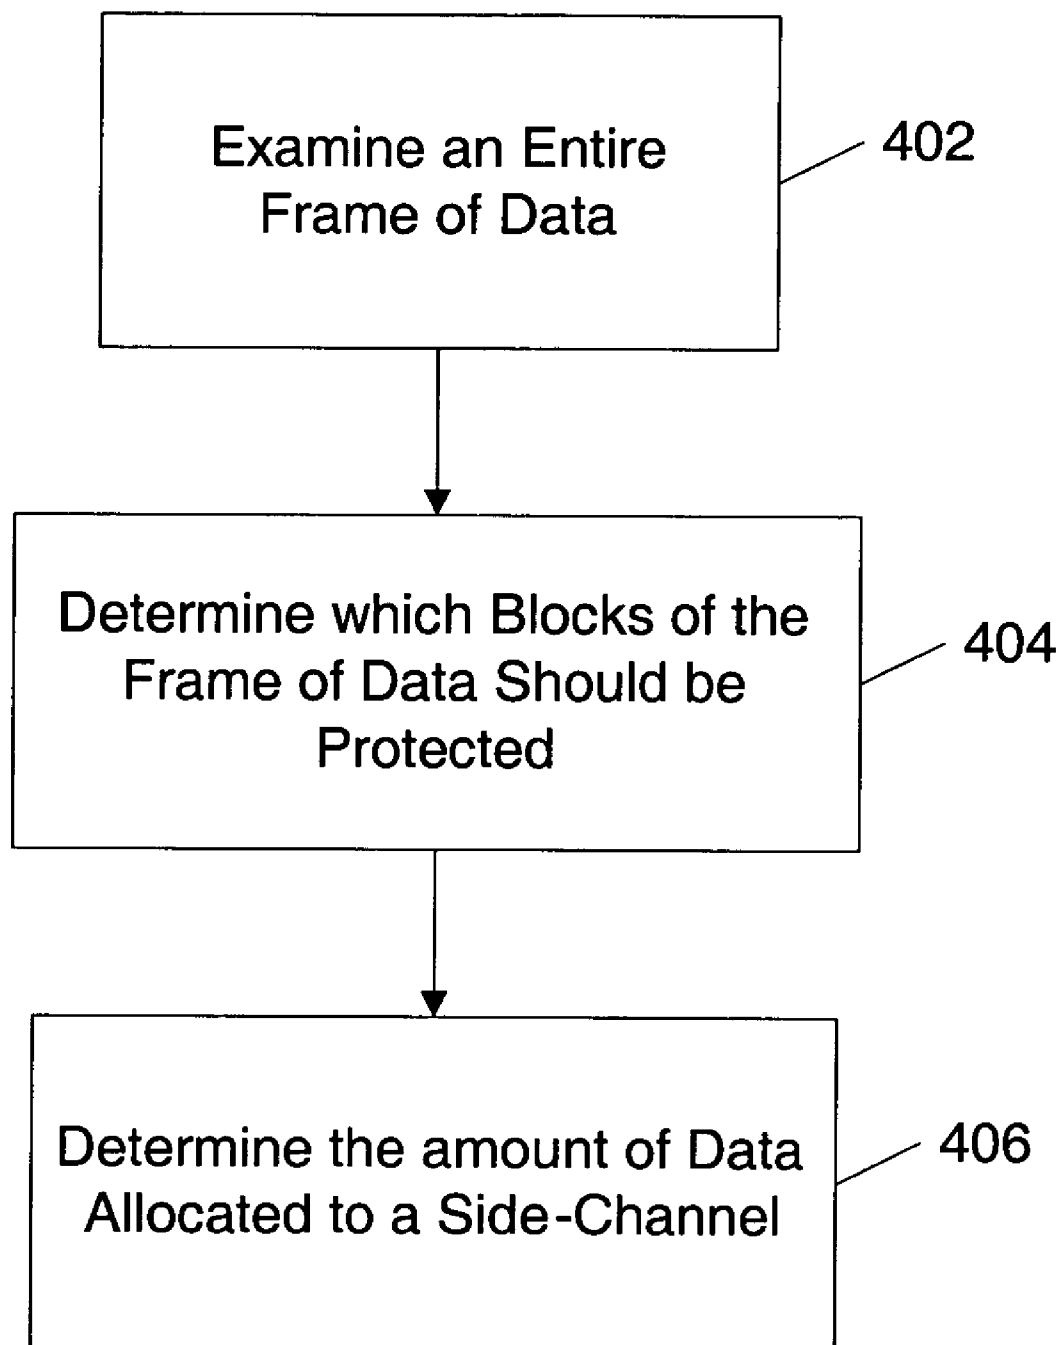 Examine an Entire
Frame of Data
402
Determine which Blocks of the
Frame of Data Should be
Protected
404
Determine the amount of Data
Allocated to a Side-Channel
406